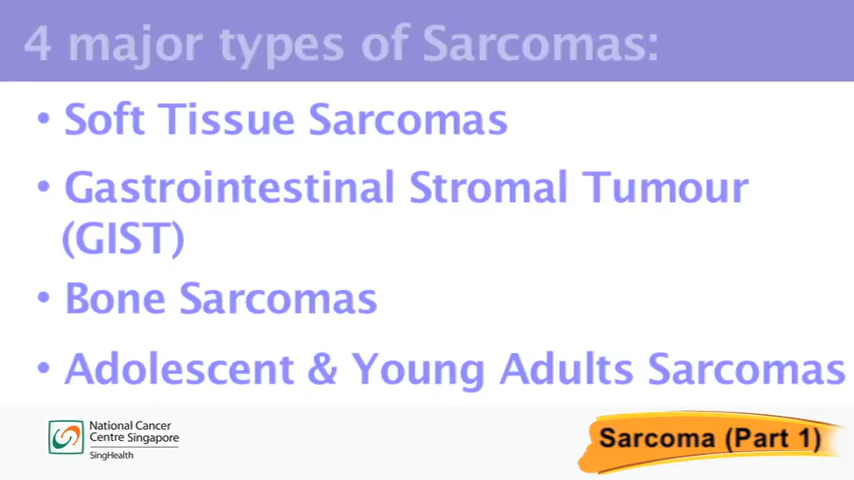 4 major types of Sarcomas:
• Soft Tissue Sarcomas
• Gastrointestinal Stromal Tumour
(GIST)
• Bone Sarcomas
• Adolescent & Young Adults Sarcomas
National Cancer
Centre Singapore
SingHealth
Sarcoma (Part 1)